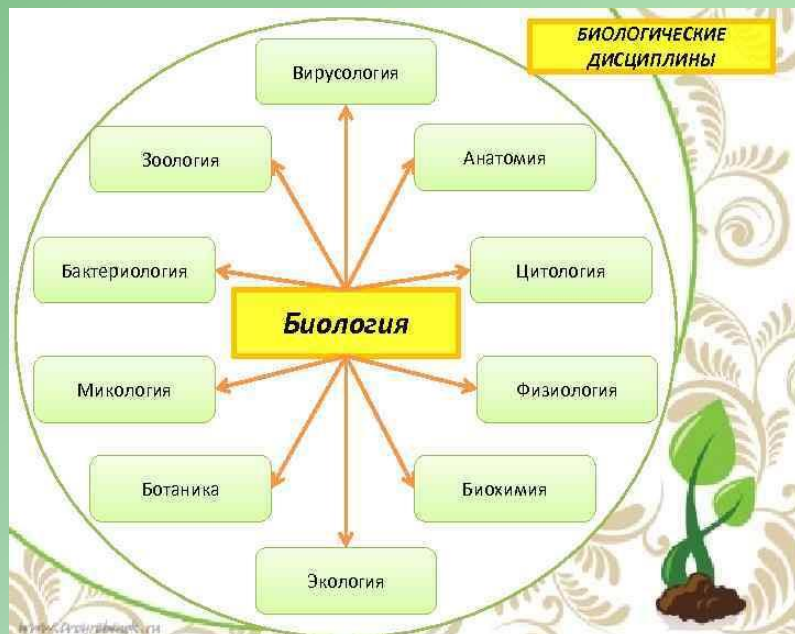 БИОЛОГИЧЕСКИЕ
ДИСЦИПЛИНЫ
Вирусология
Зоология
Анатомия
Бактериология
Цитология
Биология
Микология
Физиология
Ботаника
Биохимия
Экология